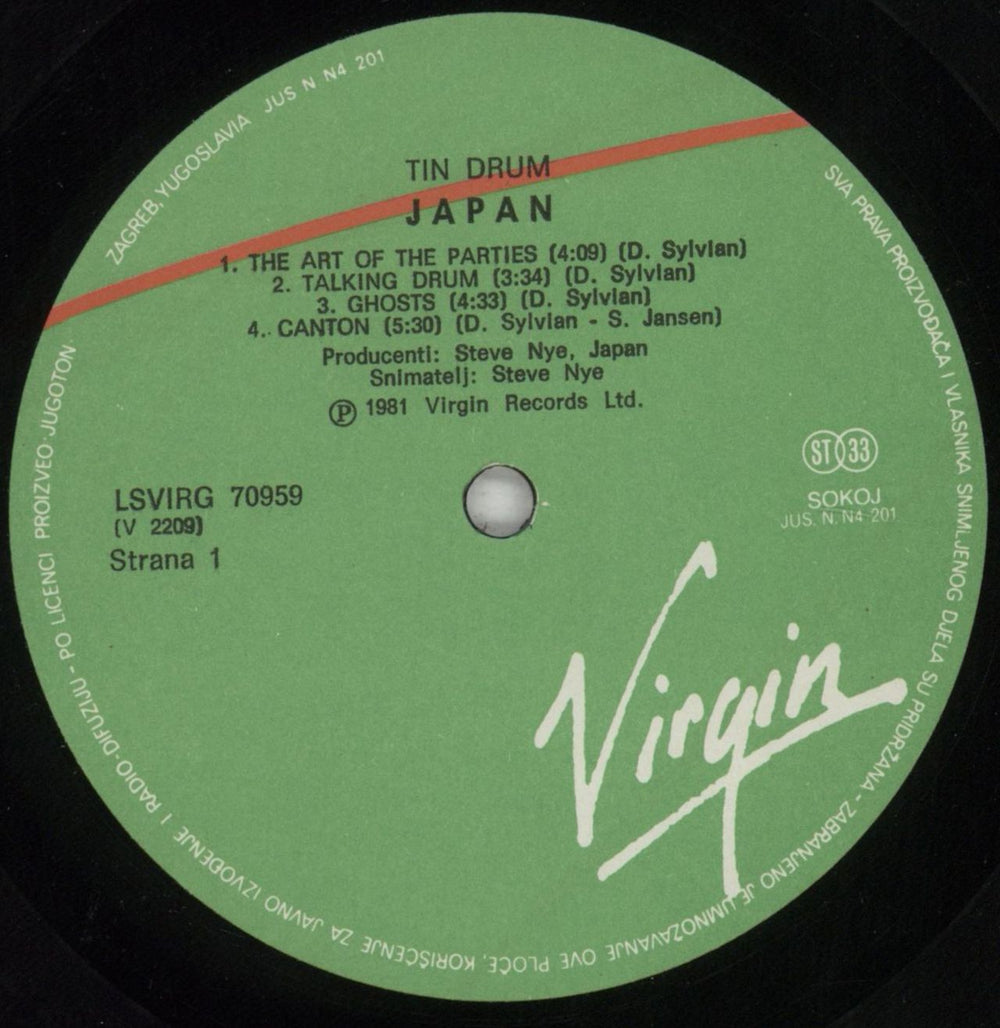 TIN DRUM
JAPAN
1. THE ART OF THE PARTIES (4:09) (D. Sylvian)
2. TALKING DRUM (3:34) (D. Sylvian)
3. GHOSTS (4:33) (D. Sylvian)
4. CANTON (5:30) (D. Sylvian - S. Jansen)
Producenti: Steve Nye, Japan
Snimatelj: Steve Nye
Ⓟ 1981 Virgin Records Ltd.
LSVIRG 70959
(V 2209)
Strana 1
ST 33
SOKOJ
JUS. N. N4 201
Virgin
SVA PRAVA PROIZVOĐAČA I VLASNIKA SNIMLJENOG DJELA SU PRIDRŽANA - ZABRANJENO JE UMNOŽAVANJE OVE PLOČE, KORIŠĆENJE ZA JAVNO IZVOĐENJE I RADIO-DIFUZIJU - PO LICENCI PROIZVEO JUGOTON ZAGREB, YUGOSLAVIA JUS N N4 201